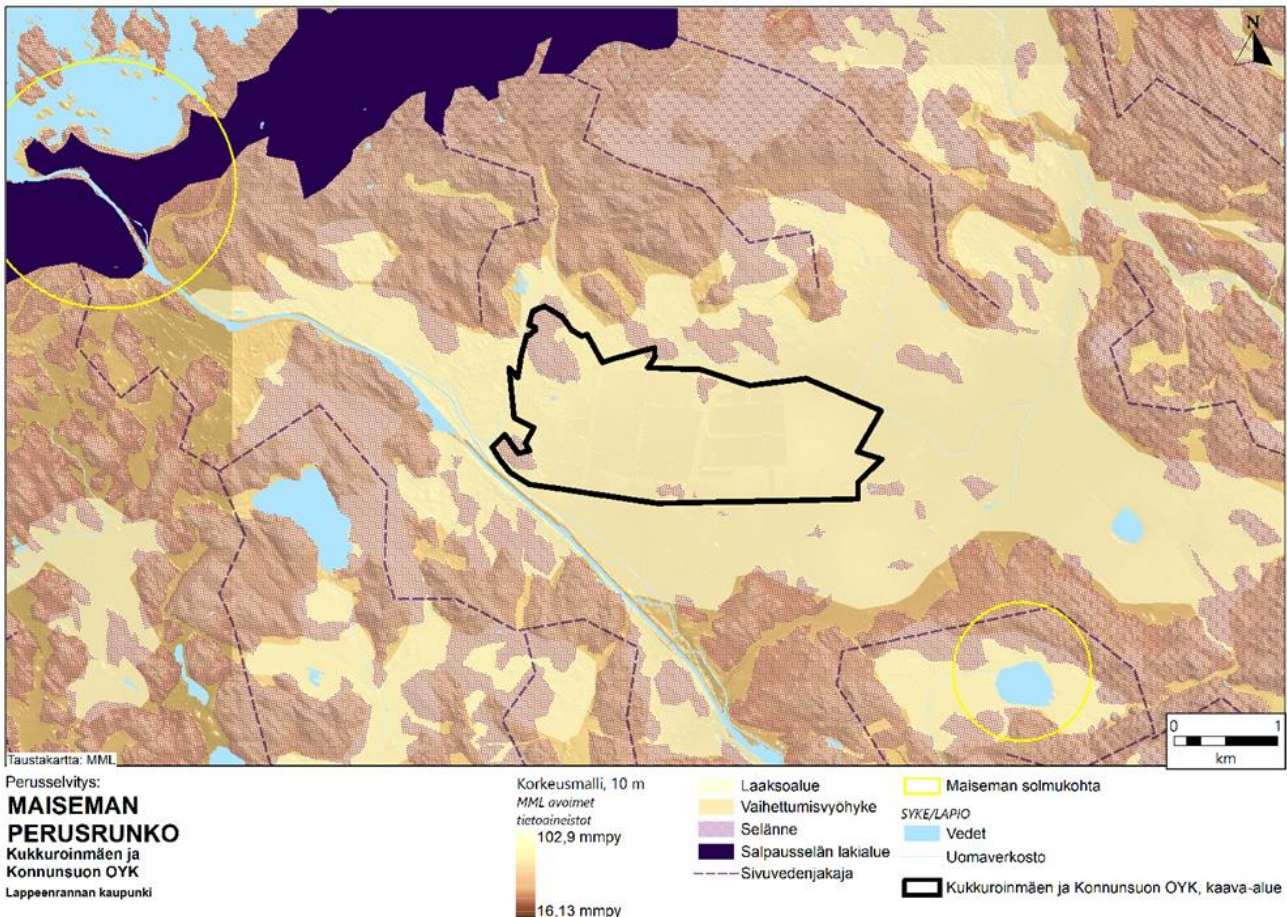 N
0 1
km
Taustakartta: MML
Perusselvitys:
MAISEMAN
PERUSRUNKO
Kukkuroinmäen ja
Konnunsuon OYK
Lappeenrannan kaupunki
Korkeusmalli, 10 m
MML avoimet
tietoaineistot
102,9 mmpy
16,13 mmpy
Laaksoalue
Vaihettumisvyöhyke
Selänne
Salpausselän lakialue
Sivuvedenjakaja
Maiseman solmukohta
SYKE/LAPIO
Vedet
Uomaverkosto
Kukkuroinmäen ja Konnunsuon OYK, kaava-alue